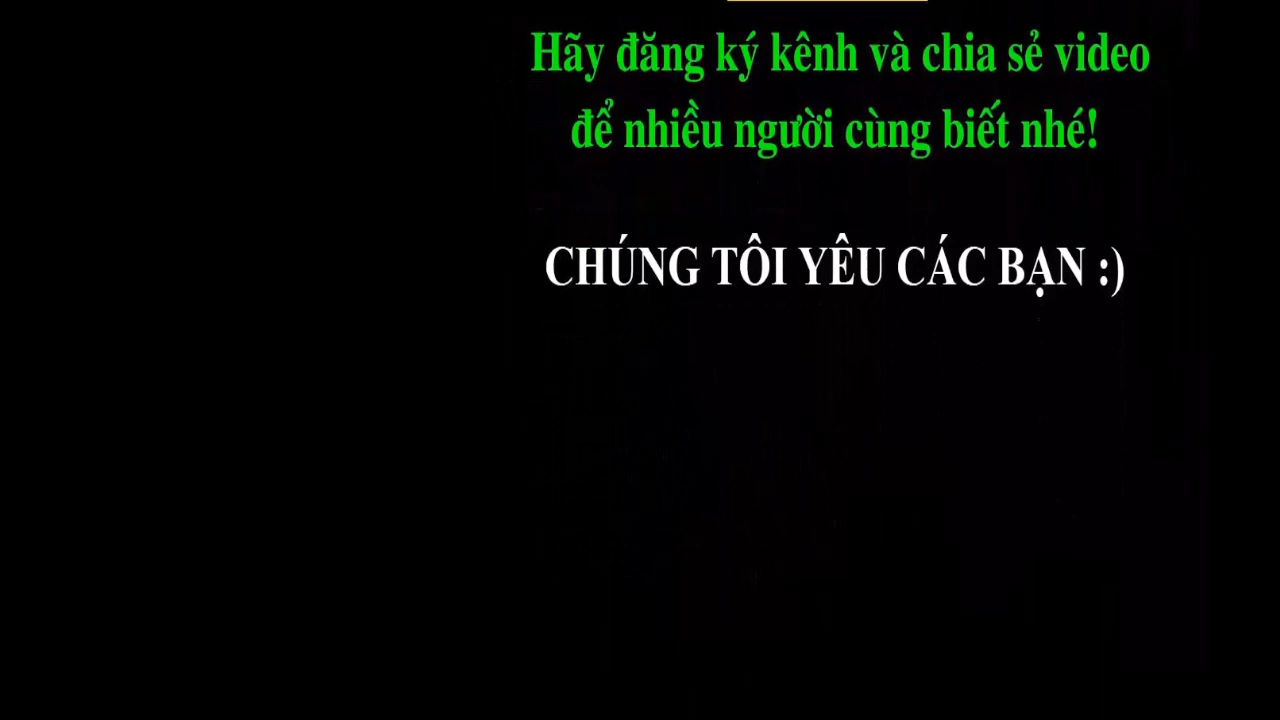 Hãy đăng ký kênh và chia sẻ video
để nhiều người cùng biết nhé!
CHÚNG TÔI YÊU CÁC BẠN :)